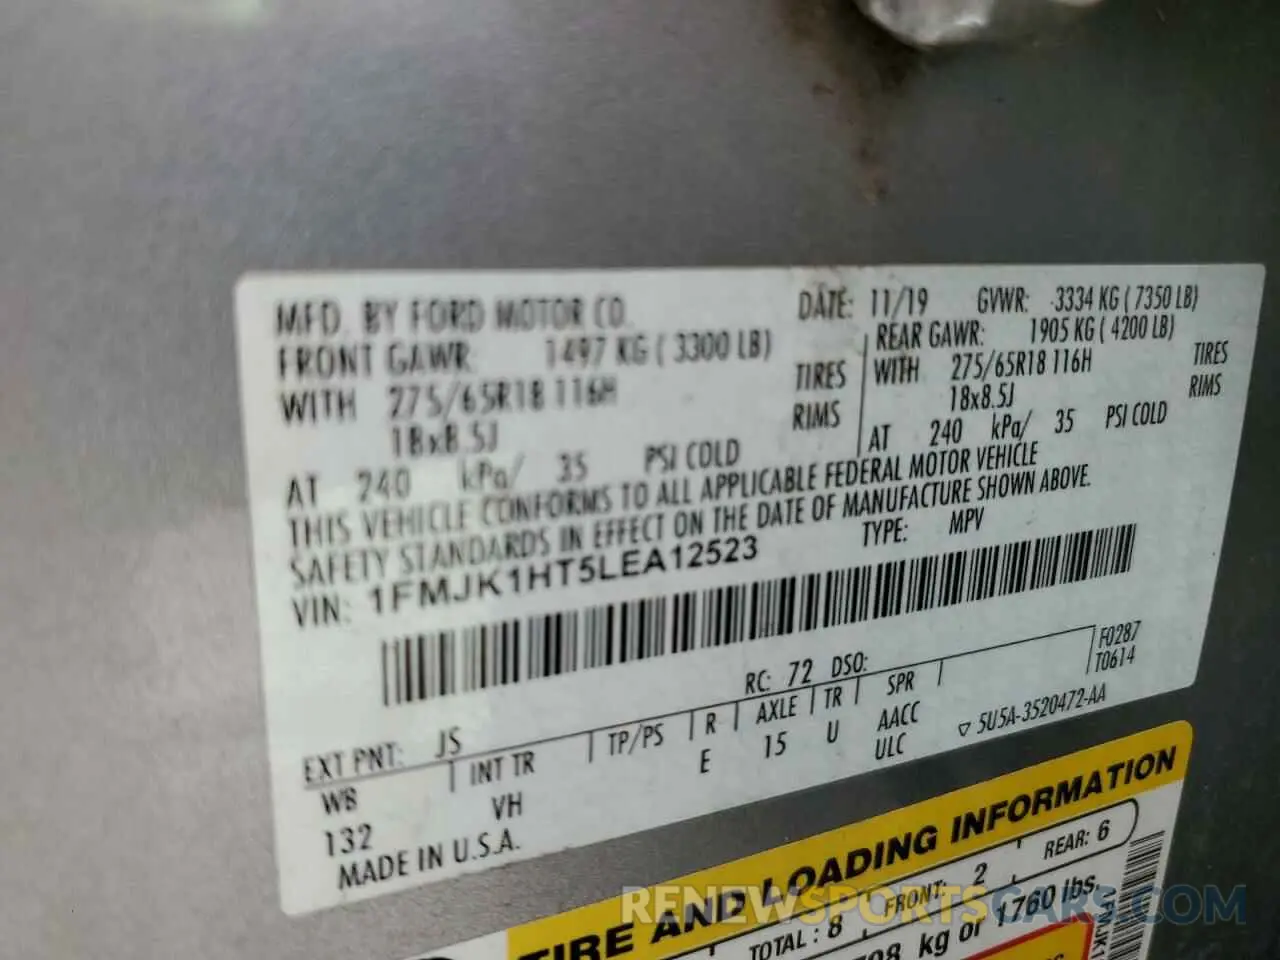 MFD. BY FORD MOTOR CO. DATE: 11/19 GVWR: 3334 KG (7350 LB)
FRONT GAWR: 1497 KG (3300 LB) REAR GAWR: 1905 KG (4200 LB)
WITH 275/65R18 116H TIRES WITH 275/65R18 116H TIRES
18x8.5J RIMS 18x8.5J RIMS
AT 240 kPa/ 35 PSI COLD AT 240 kPa/ 35 PSI COLD
THIS VEHICLE CONFORMS TO ALL APPLICABLE FEDERAL MOTOR VEHICLE
SAFETY STANDARDS IN EFFECT ON THE DATE OF MANUFACTURE SHOWN ABOVE.
VIN: 1FMJK1HT5LEA12523 TYPE: MPV
F0287
RC: 72 DSO: T0614
EXT PNT: JS
WB INT TR TP/PS R AXLE TR SPR
132 VH E 15 U AACC
ULC ▽ 5U5A-3520472-AA
MADE IN U.S.A.
TIRE AND LOADING INFORMATION
TOTAL: 8 FRONT: 2 REAR: 6
kg or 1760 lbs.
RENEWSPORTSCARS.COM